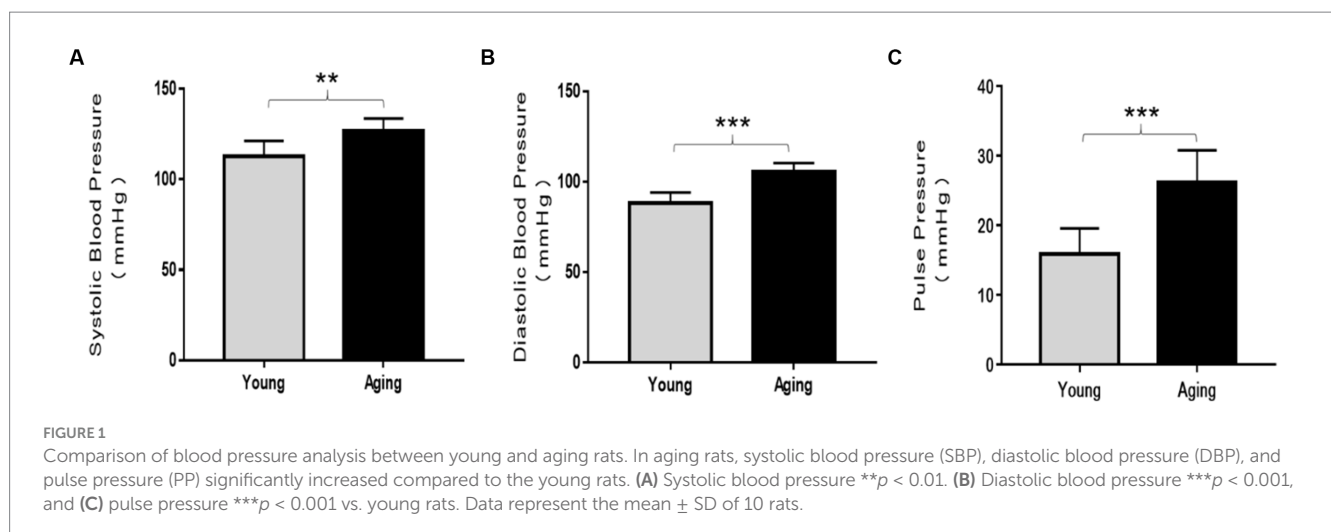 A
Systolic Blood Pressure
( mmHg )
150
100
50
0
**
Young
Aging
B
Diastolic Blood Pressure
( mmHg )
150
100
50
0
***
Young
Aging
C
Pulse Pressure
( mmHg )
40
30
20
10
0
***
Young
Aging
FIGURE 1
Comparison of blood pressure analysis between young and aging rats. In aging rats, systolic blood pressure (SBP), diastolic blood pressure (DBP), and
pulse pressure (PP) significantly increased compared to the young rats. (A) Systolic blood pressure **p < 0.01. (B) Diastolic blood pressure ***p < 0.001,
and (C) pulse pressure ***p < 0.001 vs. young rats. Data represent the mean ± SD of 10 rats.